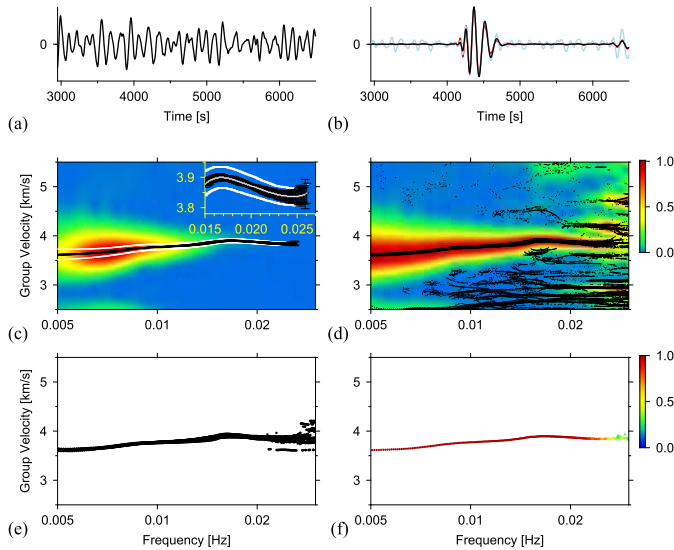 0
3000 4000 5000 6000
Time [s]
(a)
0
3000 4000 5000 6000
Time [s]
(b)
Group Velocity [km/s]
5
4
3
3.9
3.8
0.015 0.020 0.025
0.005 0.01 0.02
(c)
0.005 0.01 0.02
(d)
1.0
0.5
0.0
Group Velocity [km/s]
5
4
3
0.005 0.01 0.02
Frequency [Hz]
(e)
5
4
3
0.005 0.01 0.02
Frequency [Hz]
(f)
1.0
0.5
0.0